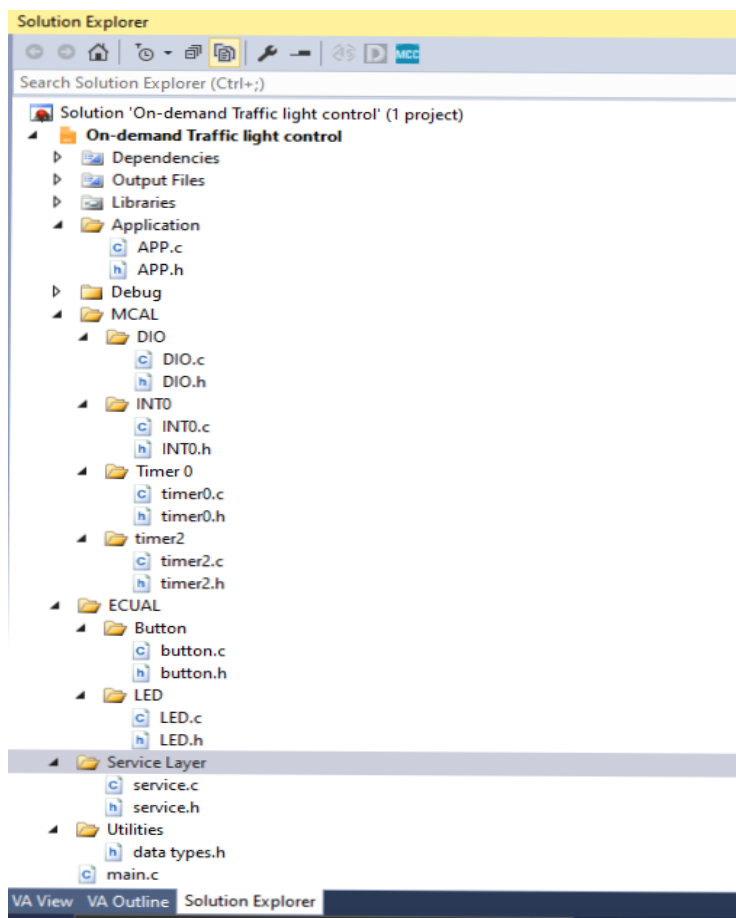 Solution Explorer
MCC
Search Solution Explorer (Ctrl+;)
Solution 'On-demand Traffic light control' (1 project)
On-demand Traffic light control
Dependencies
Output Files
Libraries
Application
c APP.c
h APP.h
Debug
MCAL
DIO
c DIO.c
h DIO.h
INT0
c INT0.c
h INT0.h
Timer 0
c timer0.c
h timer0.h
timer2
c timer2.c
h timer2.h
ECUAL
Button
c button.c
h button.h
LED
c LED.c
h LED.h
Service Layer
c service.c
h service.h
Utilities
h data types.h
c main.c
VA View VA Outline Solution Explorer